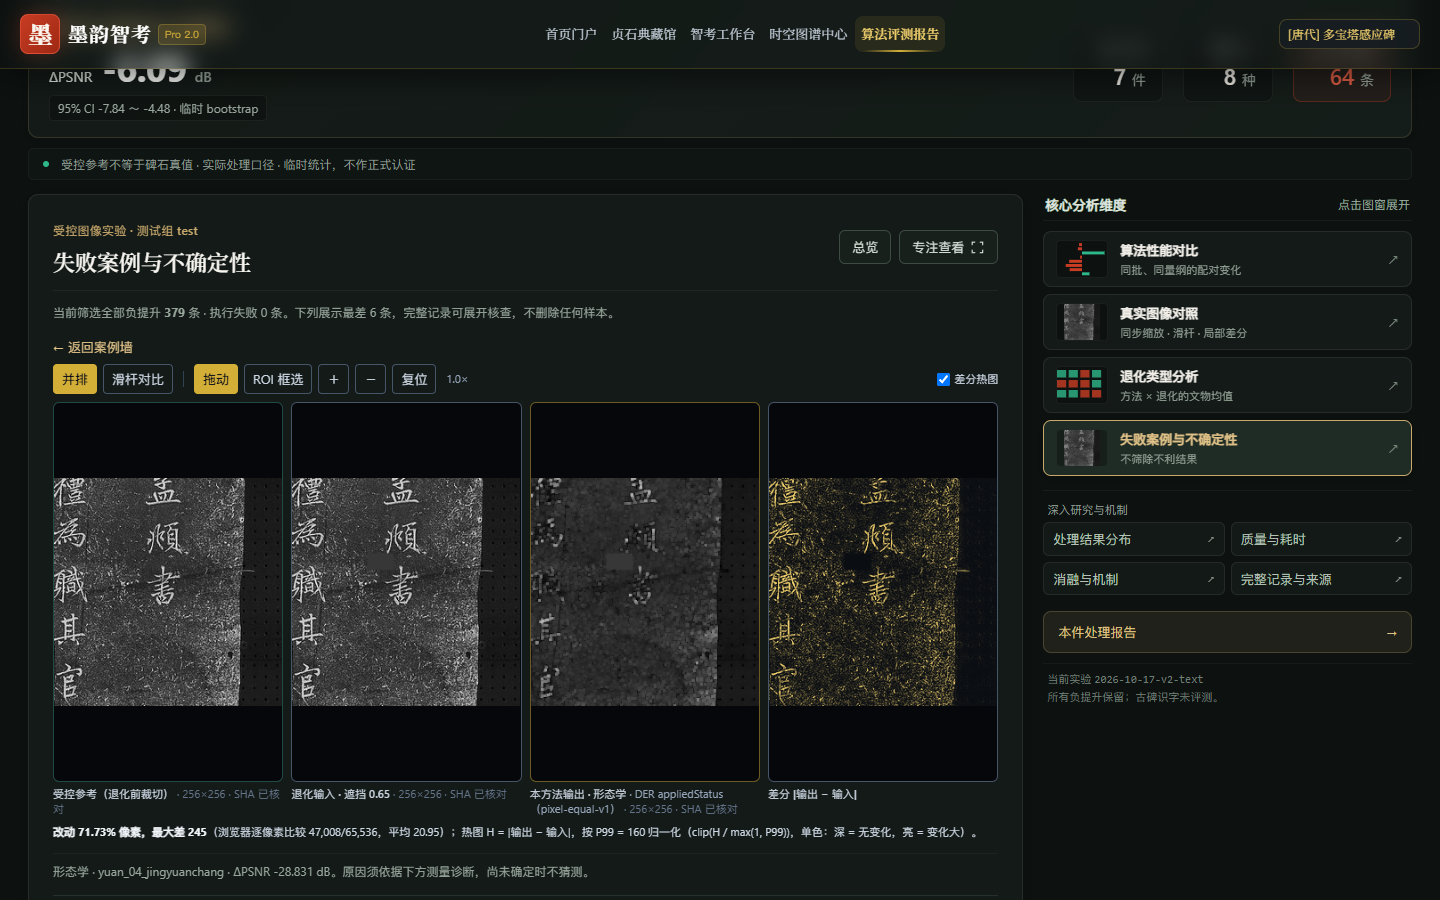 墨 墨韵智考 Pro 2.0
首页门户 贞石典藏馆 智考工作台 时空图谱中心 算法评测报告
[唐代] 多宝塔感应碑
ΔPSNR -6.09 dB
7 件 8 种 64 条
95% CI -7.84 ～ -4.48 · 临时 bootstrap
受控参考不等于碑石真值 · 实际处理口径 · 临时统计，不作正式认证
受控图像实验 · 测试组 test
失败案例与不确定性
总览 专注查看
当前筛选全部负提升 379 条 · 执行失败 0 条。下列展示最差 6 条，完整记录可展开核查，不删除任何样本。
← 返回案例墙
并排 滑杆对比 拖动 ROI 框选 + − 复位 1.0×
差分热图
禮 孟
為 頫
職 書
其
官
禮 孟
為 頫
職 書
其
官
受控参考（退化前裁切） · 256×256 · SHA 已核
对
退化输入 · 遮挡 0.65 · 256×256 · SHA 已核对
本方法输出 · 形态学 · DER appliedStatus
（pixel-equal-v1） · 256×256 · SHA 已核对
差分 |输出 − 输入|
改动 71.73% 像素，最大差 245（浏览器逐像素比较 47,008/65,536，平均 20.95）；热图 H = |输出 − 输入|，按 P99 = 160 归一化（clip(H / max(1, P99))，单色：深 = 无变化，亮 = 变化大）。
形态学 · yuan_04_jingyuanchang · ΔPSNR -28.831 dB。原因须依据下方测量诊断，尚未确定时不猜测。
核心分析维度 点击图窗展开
算法性能对比
同批、同量纲的配对变化
↗
真实图像对照
同步缩放 · 滑杆 · 局部差分
↗
退化类型分析
方法 × 退化的文物均值
↗
失败案例与不确定性
不筛除不利结果
↗
深入研究与机制
处理结果分布 ↗ 质量与耗时 ↗
消融与机制 ↗ 完整记录与来源 ↗
本件处理报告 →
当前实验 2026-10-17-v2-text
所有负提升保留；古碑识字未评测。